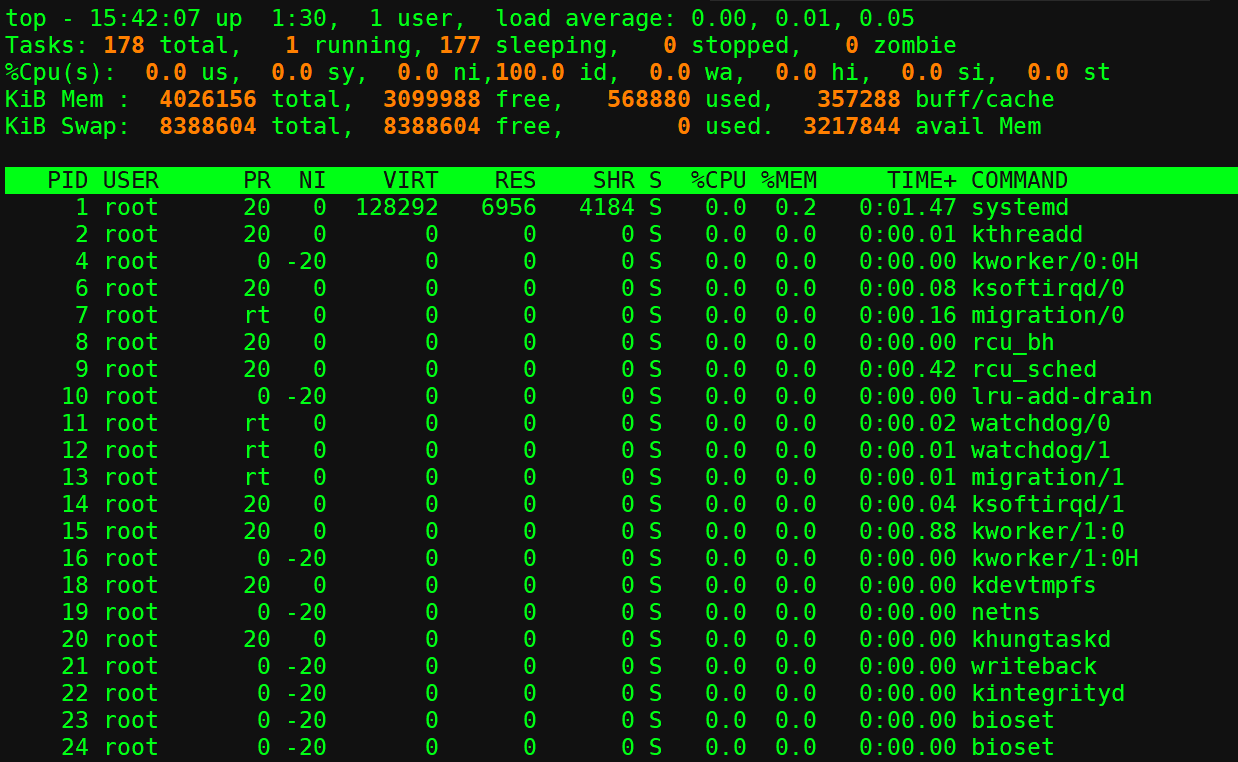 top - 15:42:07 up  1:30,  1 user,  load average: 0.00, 0.01, 0.05
Tasks: 178 total,   1 running, 177 sleeping,   0 stopped,   0 zombie
%Cpu(s):  0.0 us,  0.0 sy,  0.0 ni,100.0 id,  0.0 wa,  0.0 hi,  0.0 si,  0.0 st
KiB Mem :  4026156 total,  3099988 free,   568880 used,   357288 buff/cache
KiB Swap:  8388604 total,  8388604 free,        0 used.  3217844 avail Mem
   PID USER      PR  NI    VIRT    RES    SHR S  %CPU %MEM     TIME+ COMMAND
     1 root      20   0  128292   6956   4184 S   0.0  0.2   0:01.47 systemd
     2 root      20   0       0      0      0 S   0.0  0.0   0:00.01 kthreadd
     4 root       0 -20       0      0      0 S   0.0  0.0   0:00.00 kworker/0:0H
     6 root      20   0       0      0      0 S   0.0  0.0   0:00.08 ksoftirqd/0
     7 root      rt   0       0      0      0 S   0.0  0.0   0:00.16 migration/0
     8 root      20   0       0      0      0 S   0.0  0.0   0:00.00 rcu_bh
     9 root      20   0       0      0      0 S   0.0  0.0   0:00.42 rcu_sched
    10 root       0 -20       0      0      0 S   0.0  0.0   0:00.00 lru-add-drain
    11 root      rt   0       0      0      0 S   0.0  0.0   0:00.02 watchdog/0
    12 root      rt   0       0      0      0 S   0.0  0.0   0:00.01 watchdog/1
    13 root      rt   0       0      0      0 S   0.0  0.0   0:00.01 migration/1
    14 root      20   0       0      0      0 S   0.0  0.0   0:00.04 ksoftirqd/1
    15 root      20   0       0      0      0 S   0.0  0.0   0:00.88 kworker/1:0
    16 root       0 -20       0      0      0 S   0.0  0.0   0:00.00 kworker/1:0H
    18 root      20   0       0      0      0 S   0.0  0.0   0:00.00 kdevtmpfs
    19 root       0 -20       0      0      0 S   0.0  0.0   0:00.00 netns
    20 root      20   0       0      0      0 S   0.0  0.0   0:00.00 khungtaskd
    21 root       0 -20       0      0      0 S   0.0  0.0   0:00.00 writeback
    22 root       0 -20       0      0      0 S   0.0  0.0   0:00.00 kintegrityd
    23 root       0 -20       0      0      0 S   0.0  0.0   0:00.00 bioset
    24 root       0 -20       0      0      0 S   0.0  0.0   0:00.00 bioset